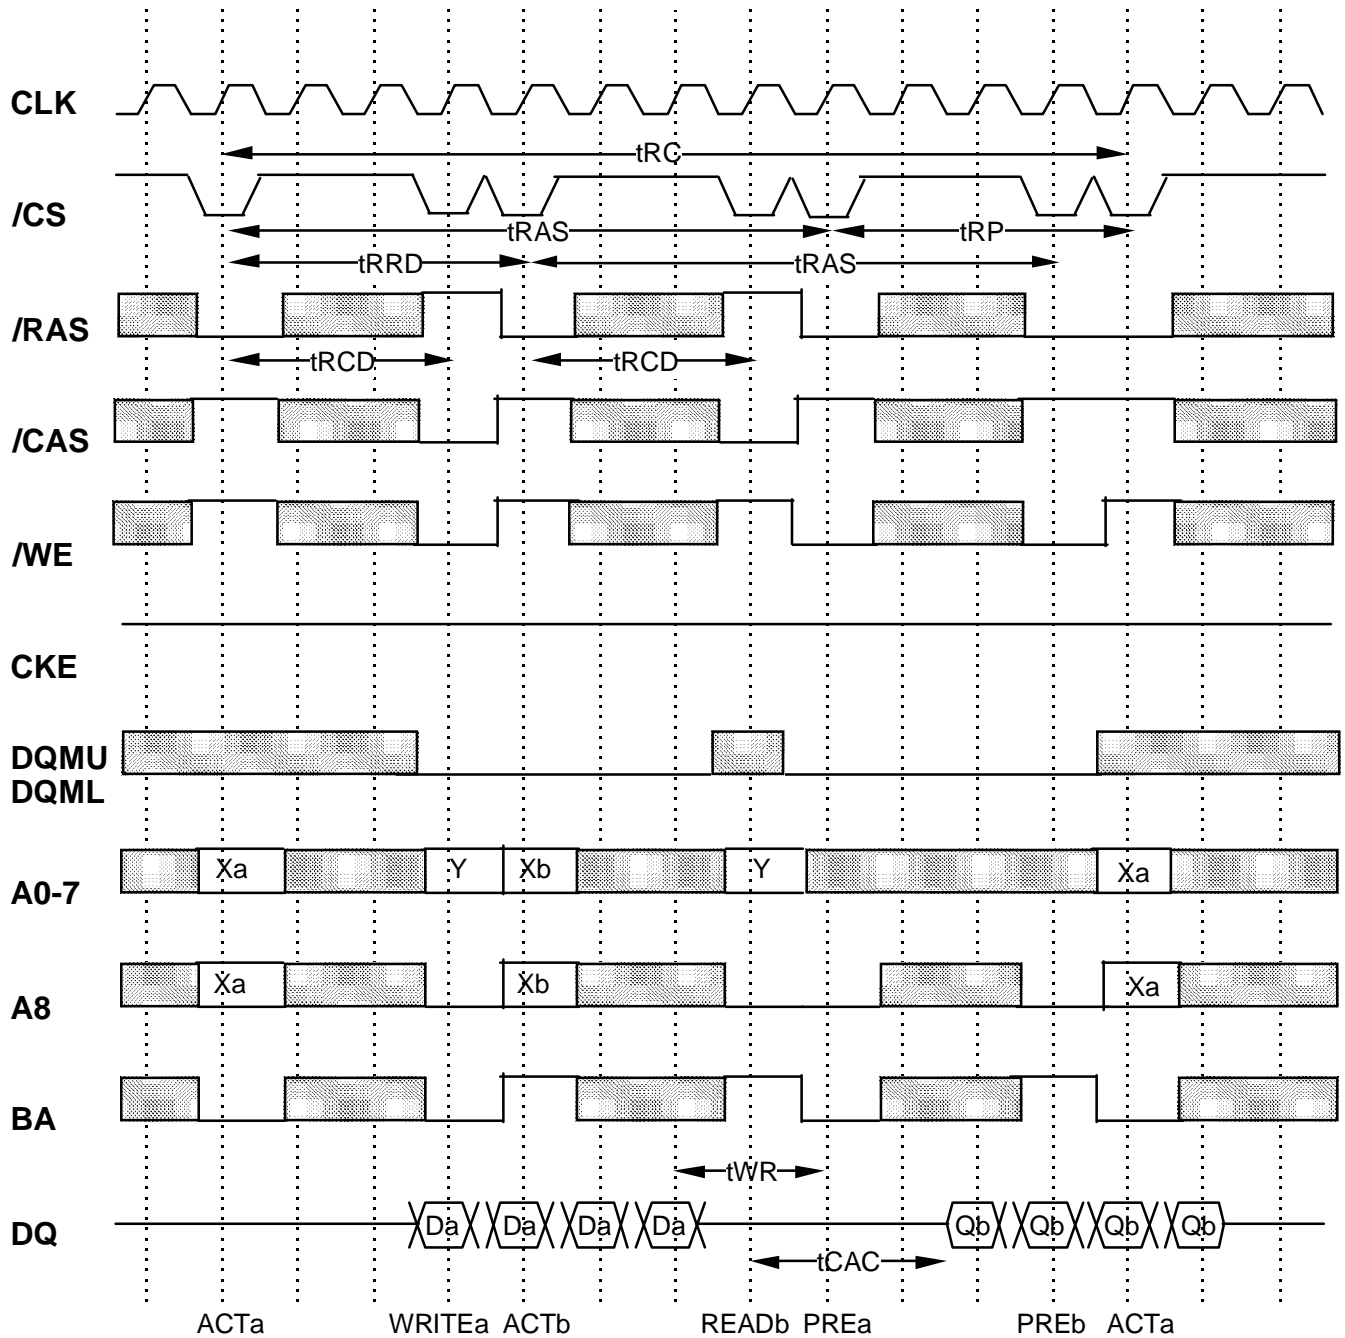 CLK
tRC
/CS
tRAS tRP
tRRD tRAS
/RAS
tRCD tRCD
/CAS
/WE
CKE
DQMU
DQML
Xa Y Xb Y Xa
A0-7
Xa Xb Xa
A8
BA
tWR
DQ Da Da Da Da Qb Qb Qb Qb
tCAC
ACTa WRITEa ACTb READb PREa PREb ACTa